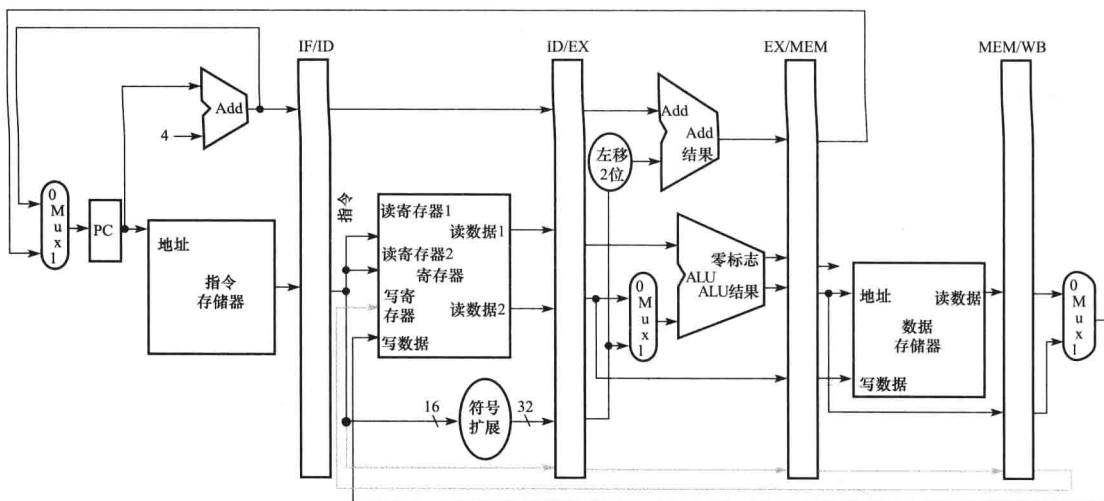 IF/ID
ID/EX
EX/MEM
MEM/WB
Add
4
Add
Add
结果
左移
2位
0
M
u
x
1
PC
地址
指令
存储器
指令
读寄存器1
读数据1
读寄存器2
寄存器
写寄
存器
读数据2
写数据
16
符号
扩展
32
0
M
u
x
1
零标志
ALU
ALU结果
地址
读数据
数据
存储器
写数据
0
M
u
x
1